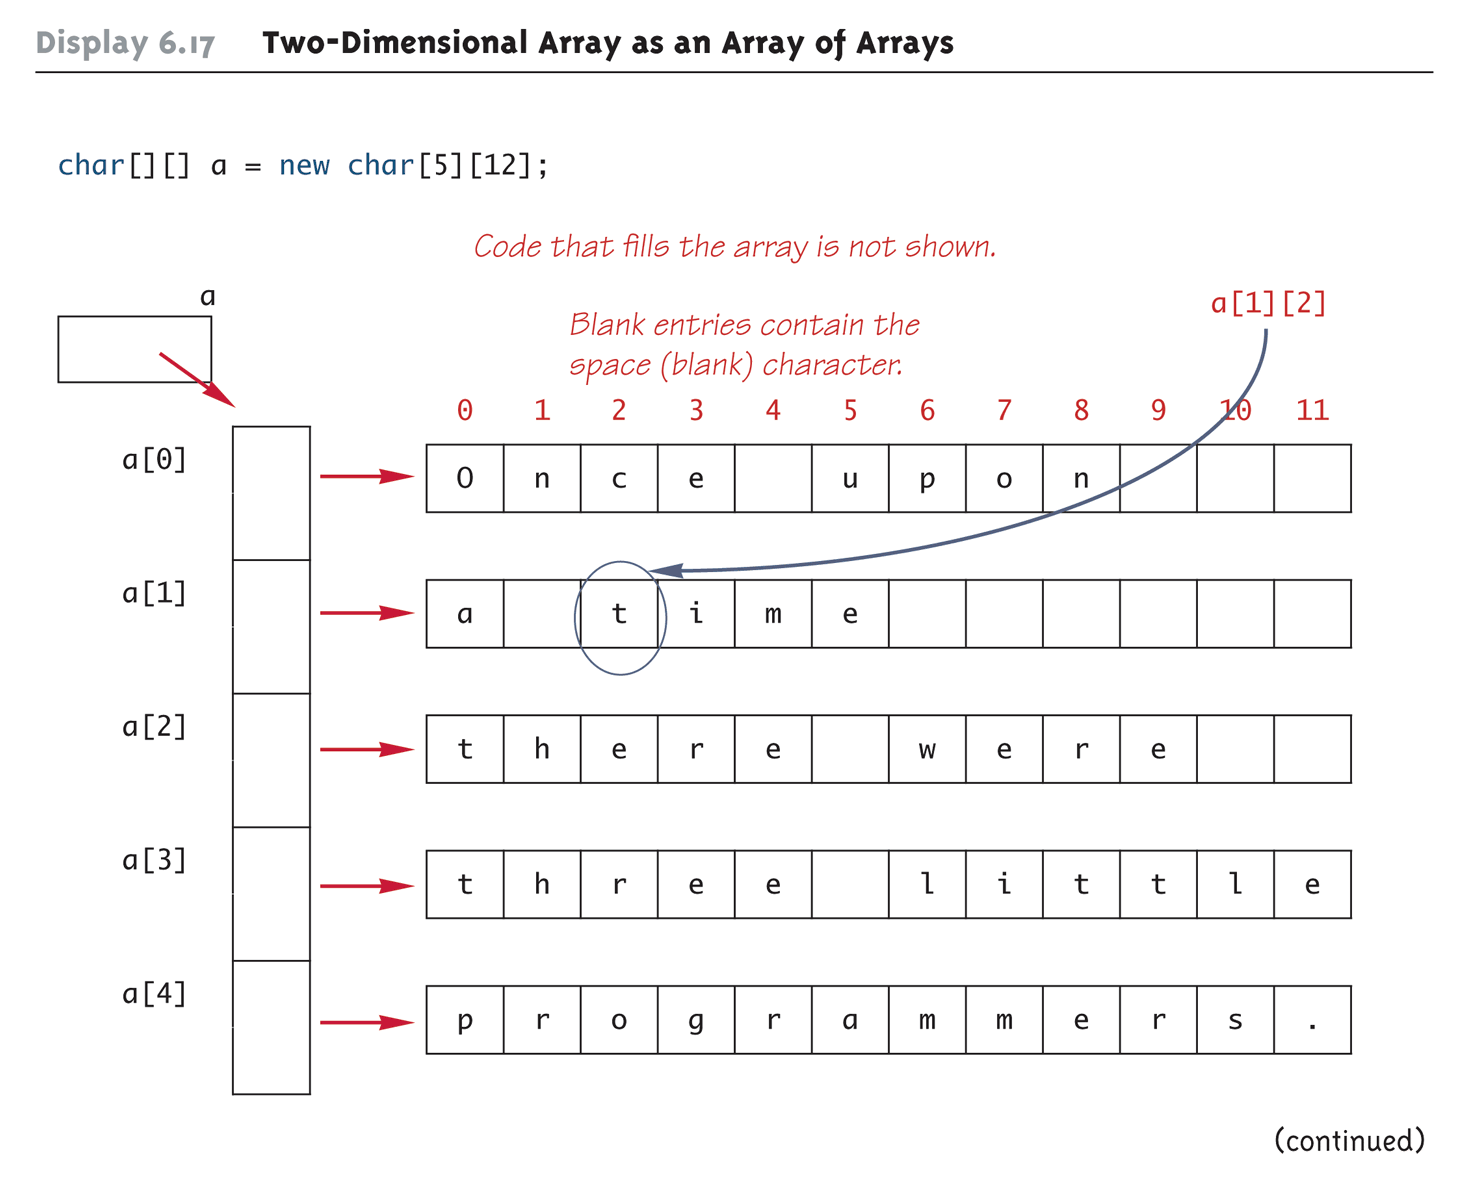 Display 6.17 Two-Dimensional Array as an Array of Arrays
char[][] a = new char[5][12];
Code that fills the array is not shown.
a
Blank entries contain the
space (blank) character.
a[1][2]
0 1 2 3 4 5 6 7 8 9 10 11
a[0] O n c e u p o n
a[1] a t i m e
a[2] t h e r e w e r e
a[3] t h r e e l i t t l e
a[4] p r o g r a m m e r s .
(continued)